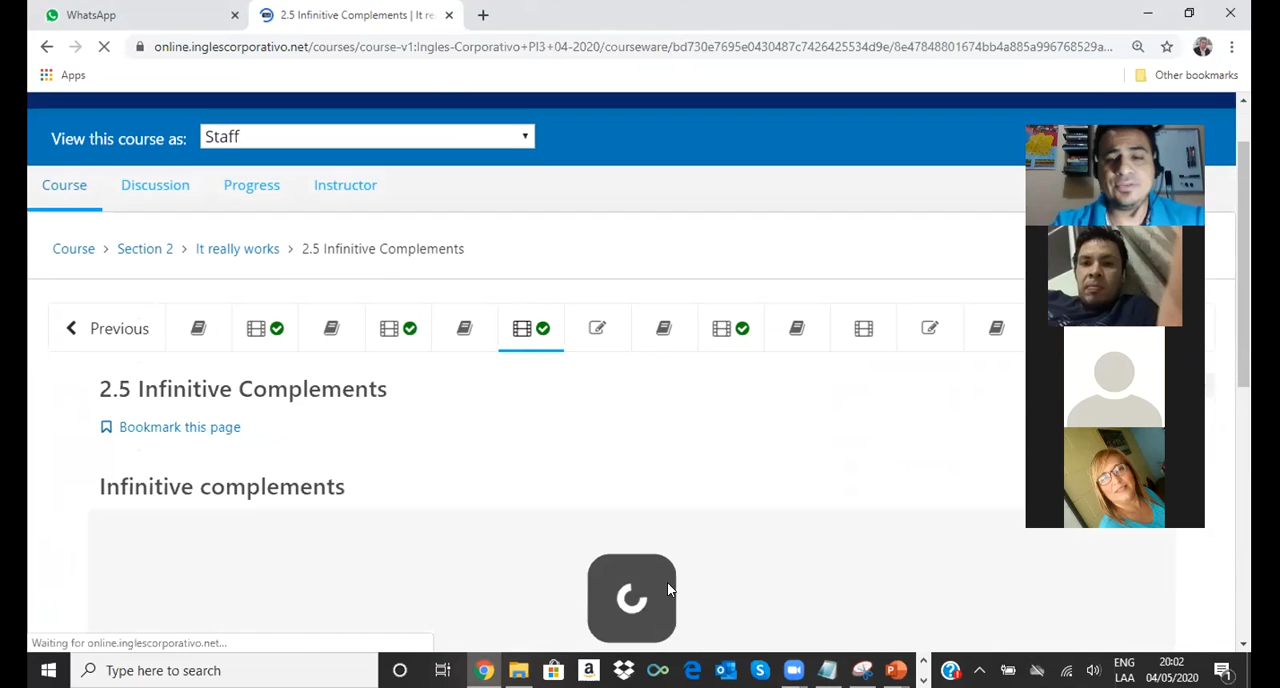 WhatsApp
2.5 Infinitive Complements | It re
online.inglescorporativo.net/courses/course-v1:Ingles-Corporativo+PI3+04-2020/courseware/bd730e7695e0430487c7426425534d9e/8e47848801674bb4a885a996768529a...
Apps
Other bookmarks
View this course as: Staff
Course Discussion Progress Instructor
Course > Section 2 > It really works > 2.5 Infinitive Complements
Previous
2.5 Infinitive Complements
Bookmark this page
Infinitive complements
Waiting for online.inglescorporativo.net...
Type here to search
ENG
LAA
20:02
04/05/2020